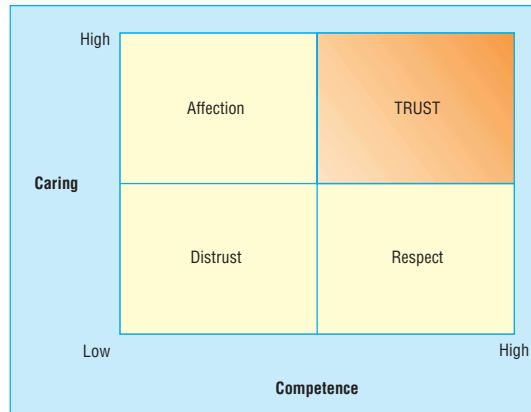 High
Affection
TRUST
Caring
Distrust
Respect
Low
High
Competence